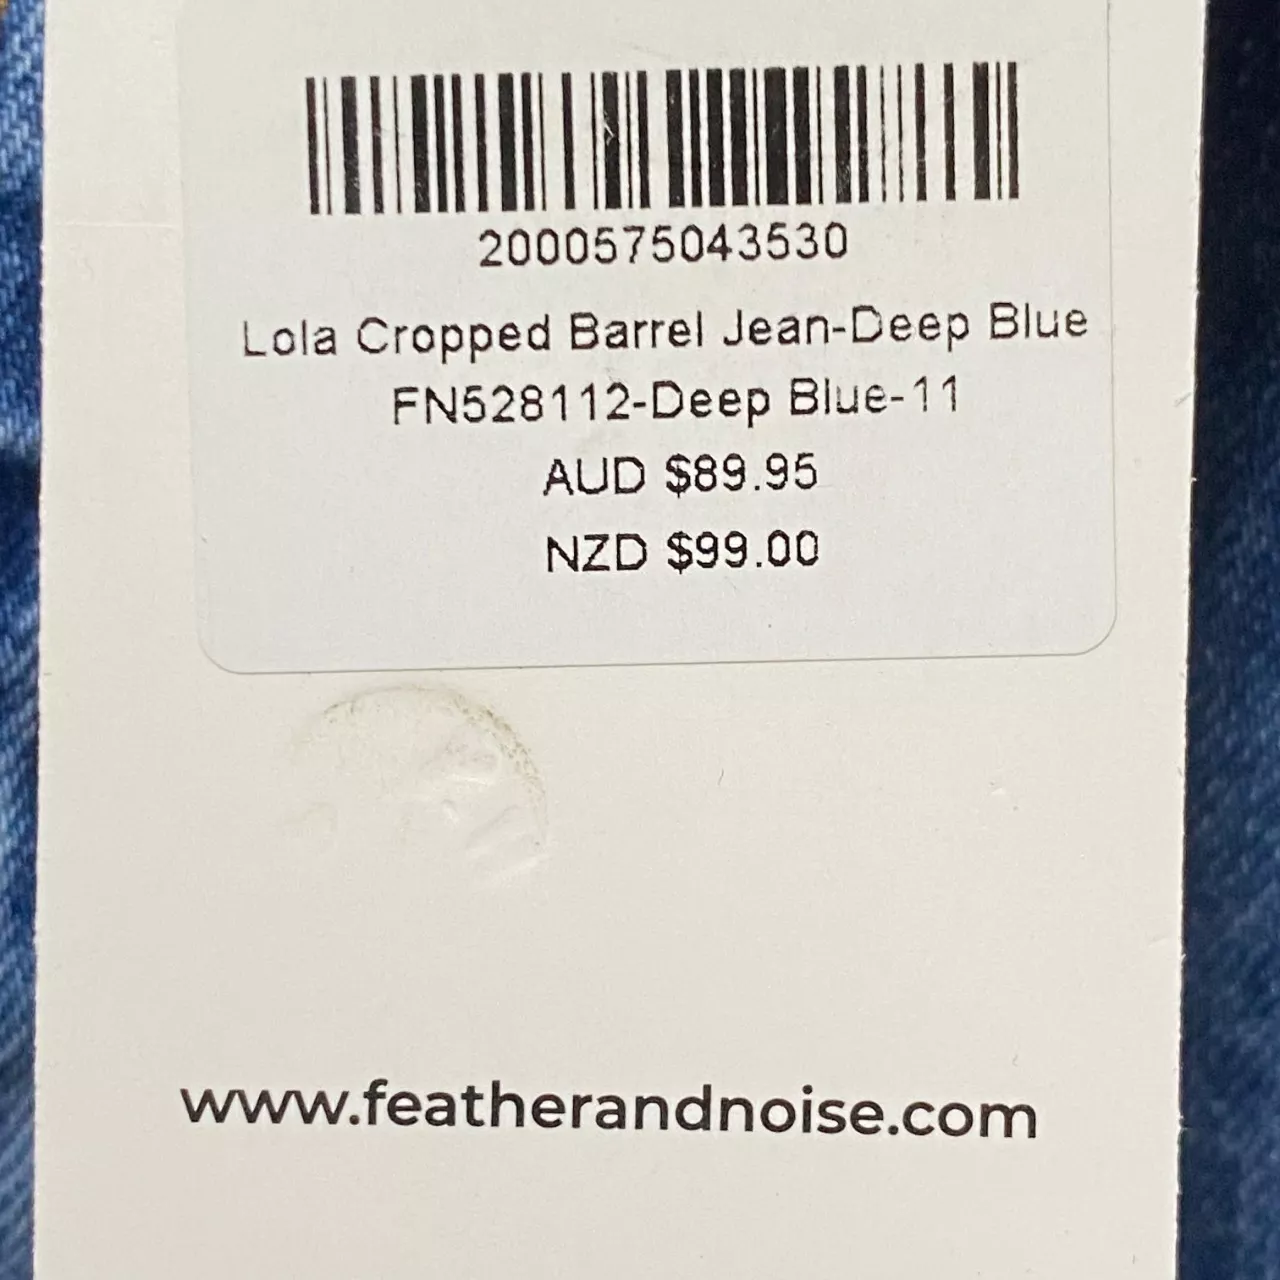 2000575043530
Lola Cropped Barrel Jean-Deep Blue
FN528112-Deep Blue-11
AUD $89.95
NZD $99.00
www.featherandnoise.com